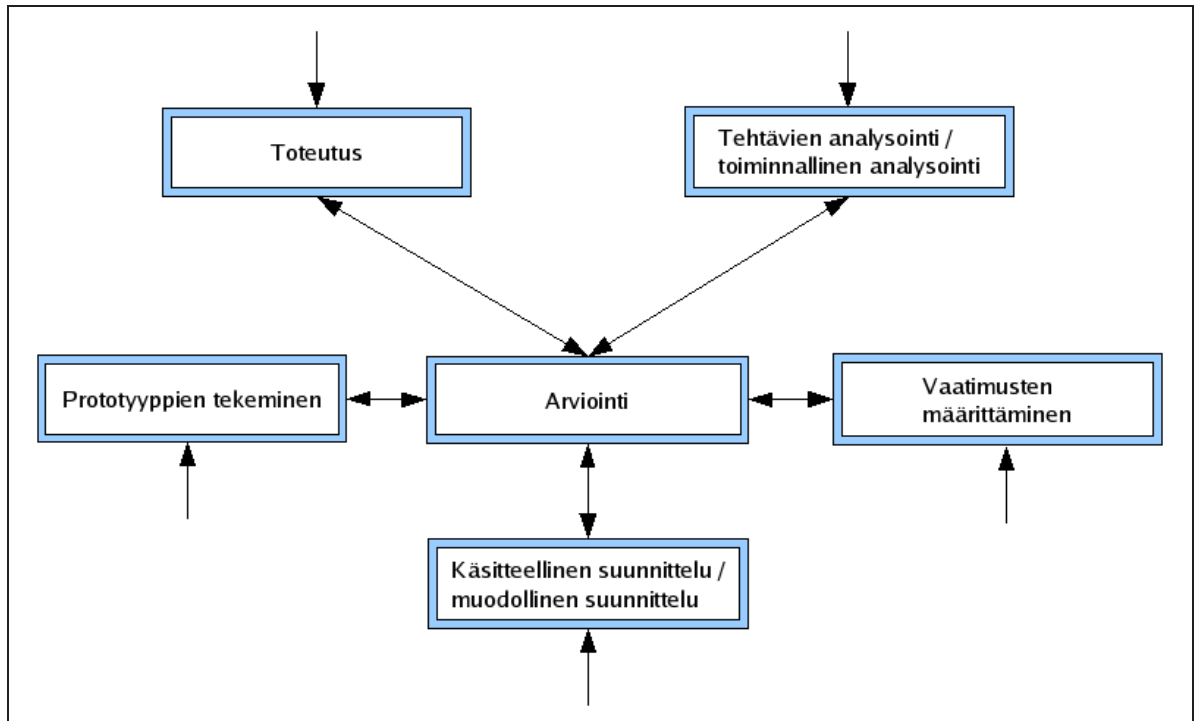 Toteutus
Tehtävien analysointi /
toiminnallinen analysointi
Prototyyppien tekeminen
Arviointi
Vaatimusten
määrittäminen
Käsitteellinen suunnittelu /
muodollinen suunnittelu